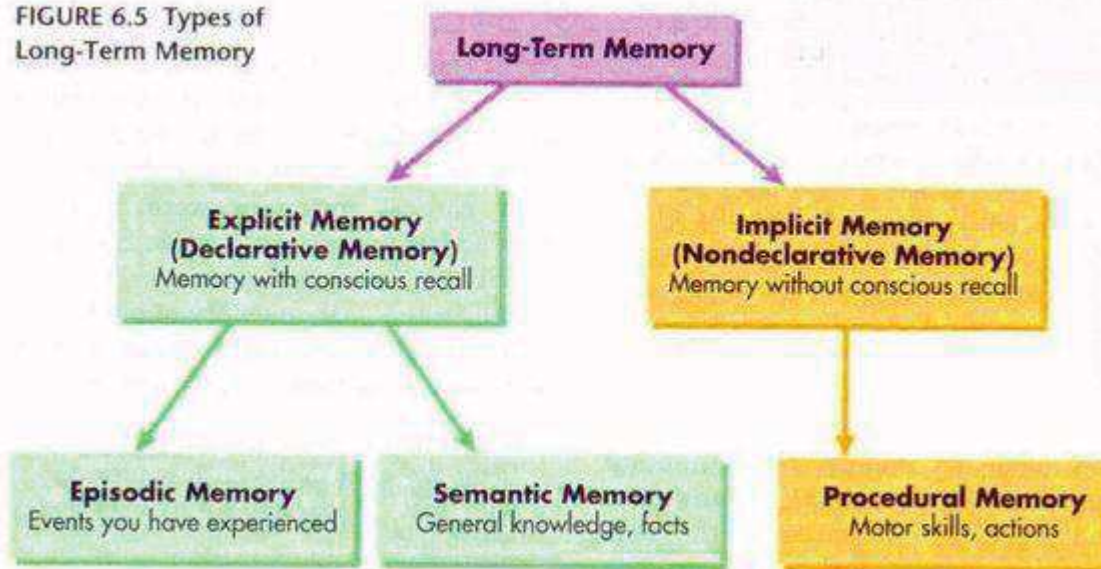 FIGURE 6.5 Types of
Long-Term Memory
Long-Term Memory
Explicit Memory
(Declarative Memory)
Memory with conscious recall
Implicit Memory
(Nondeclarative Memory)
Memory without conscious recall
Episodic Memory
Events you have experienced
Semantic Memory
General knowledge, facts
Procedural Memory
Motor skills, actions